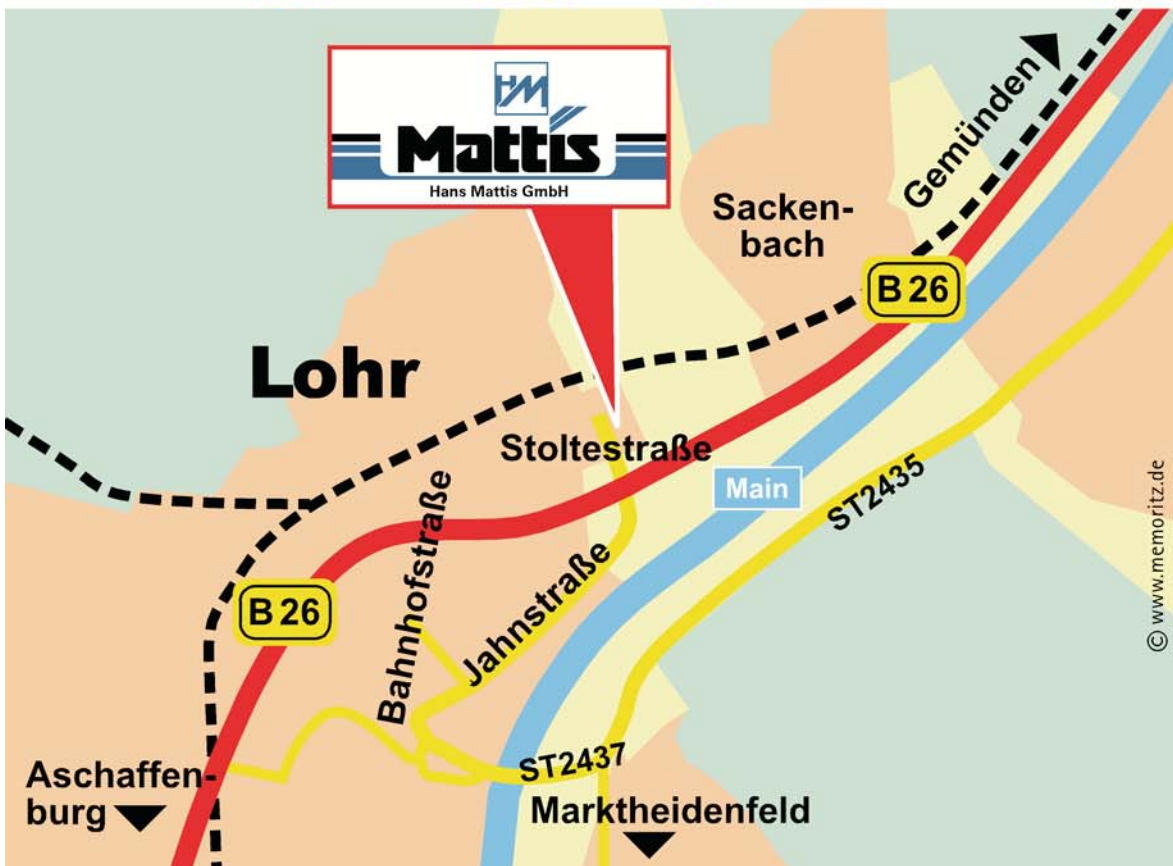 HM
Mattis
Hans Mattis GmbH
Gemünden
Sacken-
bach
B 26
Lohr
Stoltestraße
Main
ST2435
Bahnhofstraße
Jahnstraße
B 26
ST2437
Aschaffen-
burg
Marktheidenfeld
© www.memoritz.de